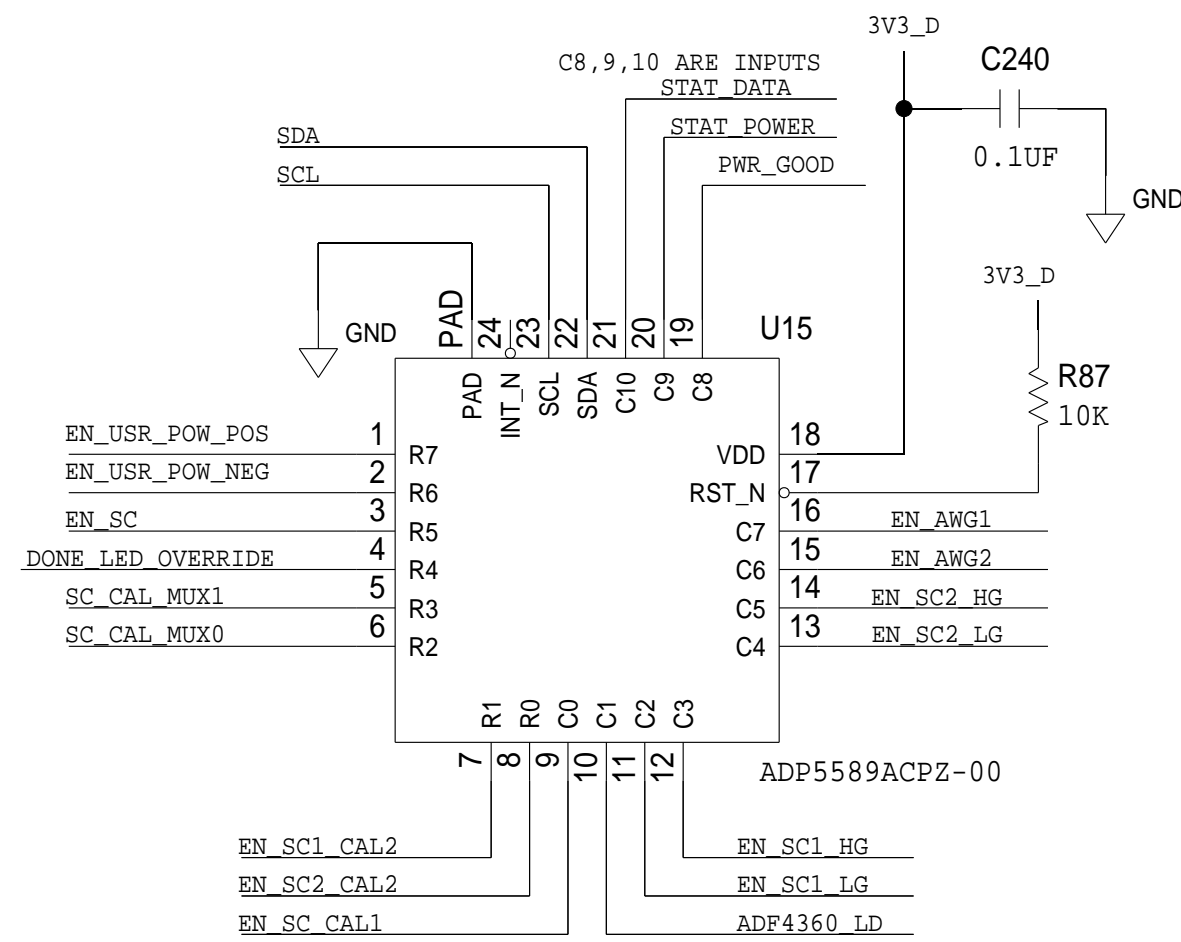 3V3_D
C240
C8,9,10 ARE INPUTS
STAT_DATA
STAT_POWER
SDA
0.1UF
PWR_GOOD
SCL
GND
3V3_D
PAD
24
23
22
21
20
19
U15
GND
R87
10K
PAD
INT_N
SCL
SDA
C10
C9
C8
EN_USR_POW_POS
1
R7
VDD
18
EN_USR_POW_NEG
2
R6
RST_N
17
EN_SC
3
R5
C7
16
EN_AWG1
DONE_LED_OVERRIDE
4
R4
C6
15
EN_AWG2
SC_CAL_MUX1
5
R3
C5
14
EN_SC2_HG
SC_CAL_MUX0
6
R2
C4
13
EN_SC2_LG
R1
R0
C0
C1
C2
C3
7
8
9
10
11
12
ADP5589ACPZ-00
EN_SC1_CAL2
EN_SC1_HG
EN_SC2_CAL2
EN_SC1_LG
EN_SC_CAL1
ADF4360_LD